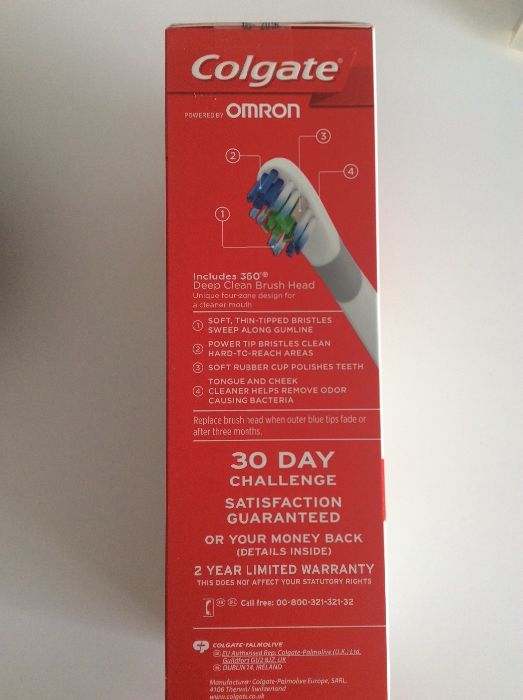 Colgate®
POWERED BY OMRON
3
2
4
1
Includes 360°®
Deep Clean Brush Head
Unique four-zone design for
a cleaner mouth
1 SOFT, THIN-TIPPED BRISTLES
SWEEP ALONG GUMLINE
2 POWER TIP BRISTLES CLEAN
HARD-TO-REACH AREAS
3 SOFT RUBBER CUP POLISHES TEETH
TONGUE AND CHEEK
4 CLEANER HELPS REMOVE ODOR
CAUSING BACTERIA
Replace brush head when outer blue tips fade or
after three months.
30 DAY
CHALLENGE
SATISFACTION
GUARANTEED
OR YOUR MONEY BACK
(DETAILS INSIDE)
2 YEAR LIMITED WARRANTY
THIS DOES NOT AFFECT YOUR STATUTORY RIGHTS
Call free: 00-800-321-321-32
COLGATE-PALMOLIVE
EU Authorised Rep: Colgate-Palmolive (U.K.) Ltd.
Guildford GU2 8JZ, UK
DUBLIN 24, IRELAND
Manufacturer: Colgate-Palmolive Europe, SARL,
4106 Therwil/Switzerland
www.colgate.co.uk